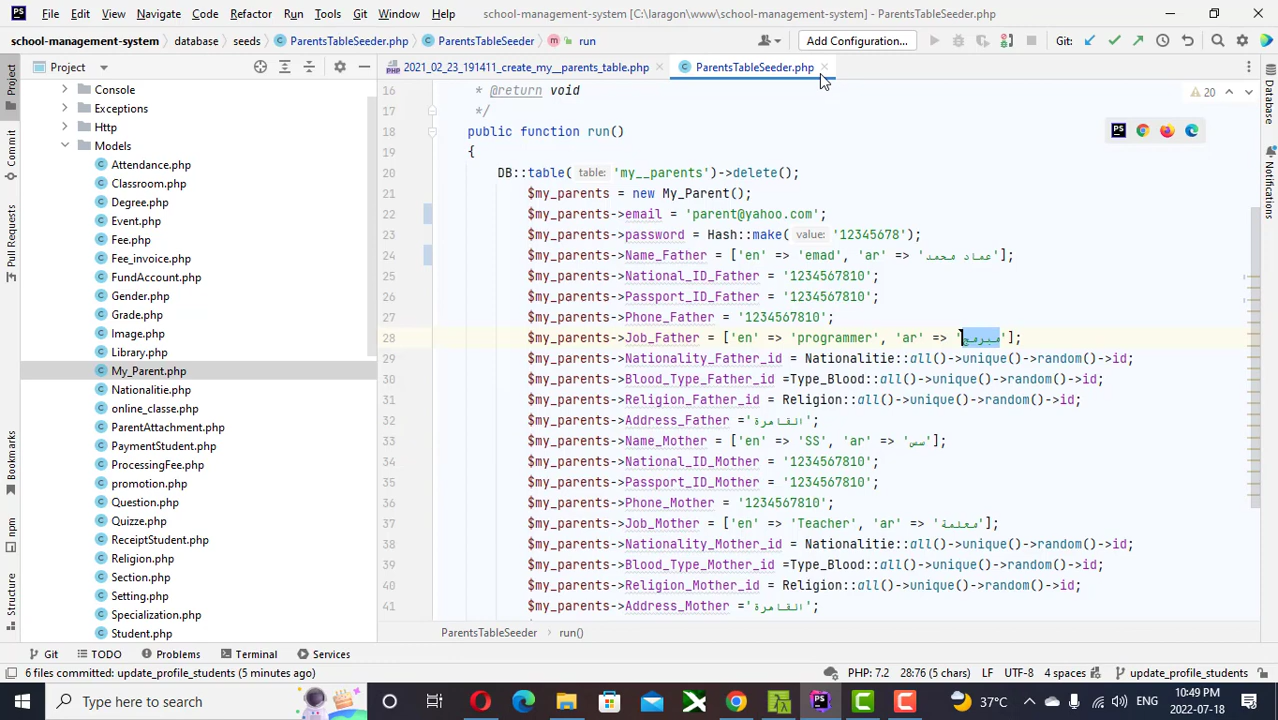 File Edit View Navigate Code Refactor Run Tools Git Window Help school-management-system [C:\laragon\www\school-management-system] - ParentsTableSeeder.php
school-management-system database seeds ParentsTableSeeder.php ParentsTableSeeder run Add Configuration... Git:
Project 2021_02_23_191411_create_my__parents_table.php ParentsTableSeeder.php
Project
Commit
Pull Requests
Bookmarks
npm
Structure
Console
Exceptions
Http
Models
Attendance.php
Classroom.php
Degree.php
Event.php
Fee.php
Fee_invoice.php
FundAccount.php
Gender.php
Grade.php
Image.php
Library.php
My_Parent.php
Nationalitie.php
online_classe.php
ParentAttachment.php
PaymentStudent.php
ProcessingFee.php
promotion.php
Question.php
Quizze.php
ReceiptStudent.php
Religion.php
Section.php
Setting.php
Specialization.php
Student.php
16 * @return void
17 */
18 public function run()
19 {
20 DB::table( table: 'my__parents')->delete();
21 $my_parents = new My_Parent();
22 $my_parents->email = 'parent@yahoo.com';
23 $my_parents->password = Hash::make( value: '12345678');
24 $my_parents->Name_Father = ['en' => 'emad', 'ar' => 'عماد محمد'];
25 $my_parents->National_ID_Father = '1234567810';
26 $my_parents->Passport_ID_Father = '1234567810';
27 $my_parents->Phone_Father = '1234567810';
28 $my_parents->Job_Father = ['en' => 'programmer', 'ar' => 'مبرمج'];
29 $my_parents->Nationality_Father_id = Nationalitie::all()->unique()->random()->id;
30 $my_parents->Blood_Type_Father_id =Type_Blood::all()->unique()->random()->id;
31 $my_parents->Religion_Father_id = Religion::all()->unique()->random()->id;
32 $my_parents->Address_Father ='القاهرة';
33 $my_parents->Name_Mother = ['en' => 'SS', 'ar' => 'سس'];
34 $my_parents->National_ID_Mother = '1234567810';
35 $my_parents->Passport_ID_Mother = '1234567810';
36 $my_parents->Phone_Mother = '1234567810';
37 $my_parents->Job_Mother = ['en' => 'Teacher', 'ar' => 'معلمة'];
38 $my_parents->Nationality_Mother_id = Nationalitie::all()->unique()->random()->id;
39 $my_parents->Blood_Type_Mother_id =Type_Blood::all()->unique()->random()->id;
40 $my_parents->Religion_Mother_id = Religion::all()->unique()->random()->id;
41 $my_parents->Address_Mother ='القاهرة';
20
Database
Notifications
ParentsTableSeeder run()
Git TODO Problems Terminal Services
6 files committed: update_profile_students (5 minutes ago) PHP: 7.2 28:76 (5 chars) LF UTF-8 4 spaces update_profile_students
Type here to search 37°C ENG 10:49 PM
2022-07-18